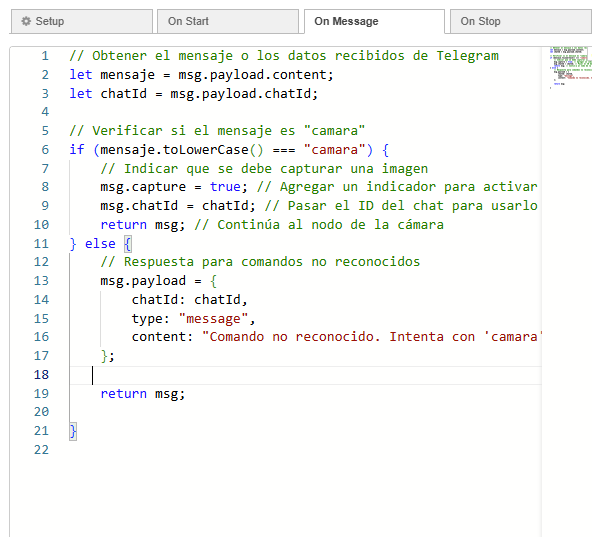 Setup On Start On Message On Stop
1 // Obtener el mensaje o los datos recibidos de Telegram
2 let mensaje = msg.payload.content;
3 let chatId = msg.payload.chatId;
4
5 // Verificar si el mensaje es "camara"
6 if (mensaje.toLowerCase() === "camara") {
7     // Indicar que se debe capturar una imagen
8     msg.capture = true; // Agregar un indicador para activar
9     msg.chatId = chatId; // Pasar el ID del chat para usarlo
10     return msg; // Continúa al nodo de la cámara
11 } else {
12     // Respuesta para comandos no reconocidos
13     msg.payload = {
14         chatId: chatId,
15         type: "message",
16         content: "Comando no reconocido. Intenta con 'camara'
17     };
18
19     return msg;
20
21 }
22